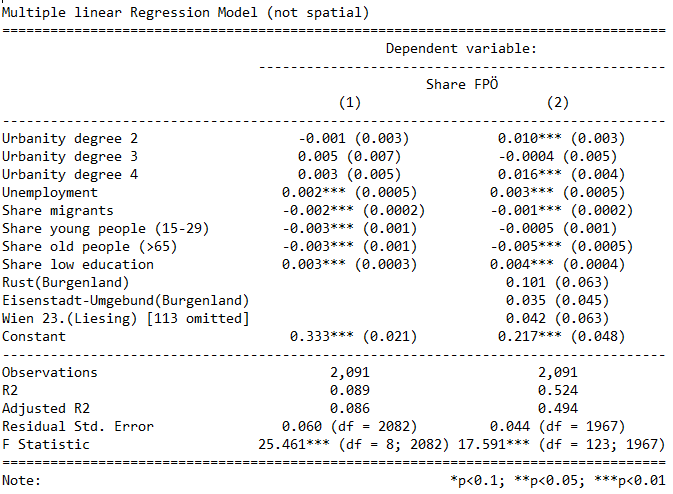 Multiple linear Regression Model (not spatial)
Dependent variable:
Share FPÖ
(1) (2)
Urbanity degree 2 -0.001 (0.003) 0.010*** (0.003)
Urbanity degree 3 0.005 (0.007) -0.0004 (0.005)
Urbanity degree 4 0.003 (0.005) 0.016*** (0.004)
Unemployment 0.002*** (0.0005) 0.003*** (0.0005)
Share migrants -0.002*** (0.0002) -0.001*** (0.0002)
Share young people (15-29) -0.003*** (0.001) -0.0005 (0.001)
Share old people (>65) -0.003*** (0.001) -0.005*** (0.0005)
Share low education 0.003*** (0.0003) 0.004*** (0.0004)
Rust(Burgenland) 0.101 (0.063)
Eisenstadt-Umgebund(Burgenland) 0.035 (0.045)
Wien 23.(Liesing) [113 omitted] 0.042 (0.063)
Constant 0.333*** (0.021) 0.217*** (0.048)
Observations 2,091 2,091
R2 0.089 0.524
Adjusted R2 0.086 0.494
Residual Std. Error 0.060 (df = 2082) 0.044 (df = 1967)
F Statistic 25.461*** (df = 8; 2082) 17.591*** (df = 123; 1967)
Note: *p<0.1; **p<0.05; ***p<0.01